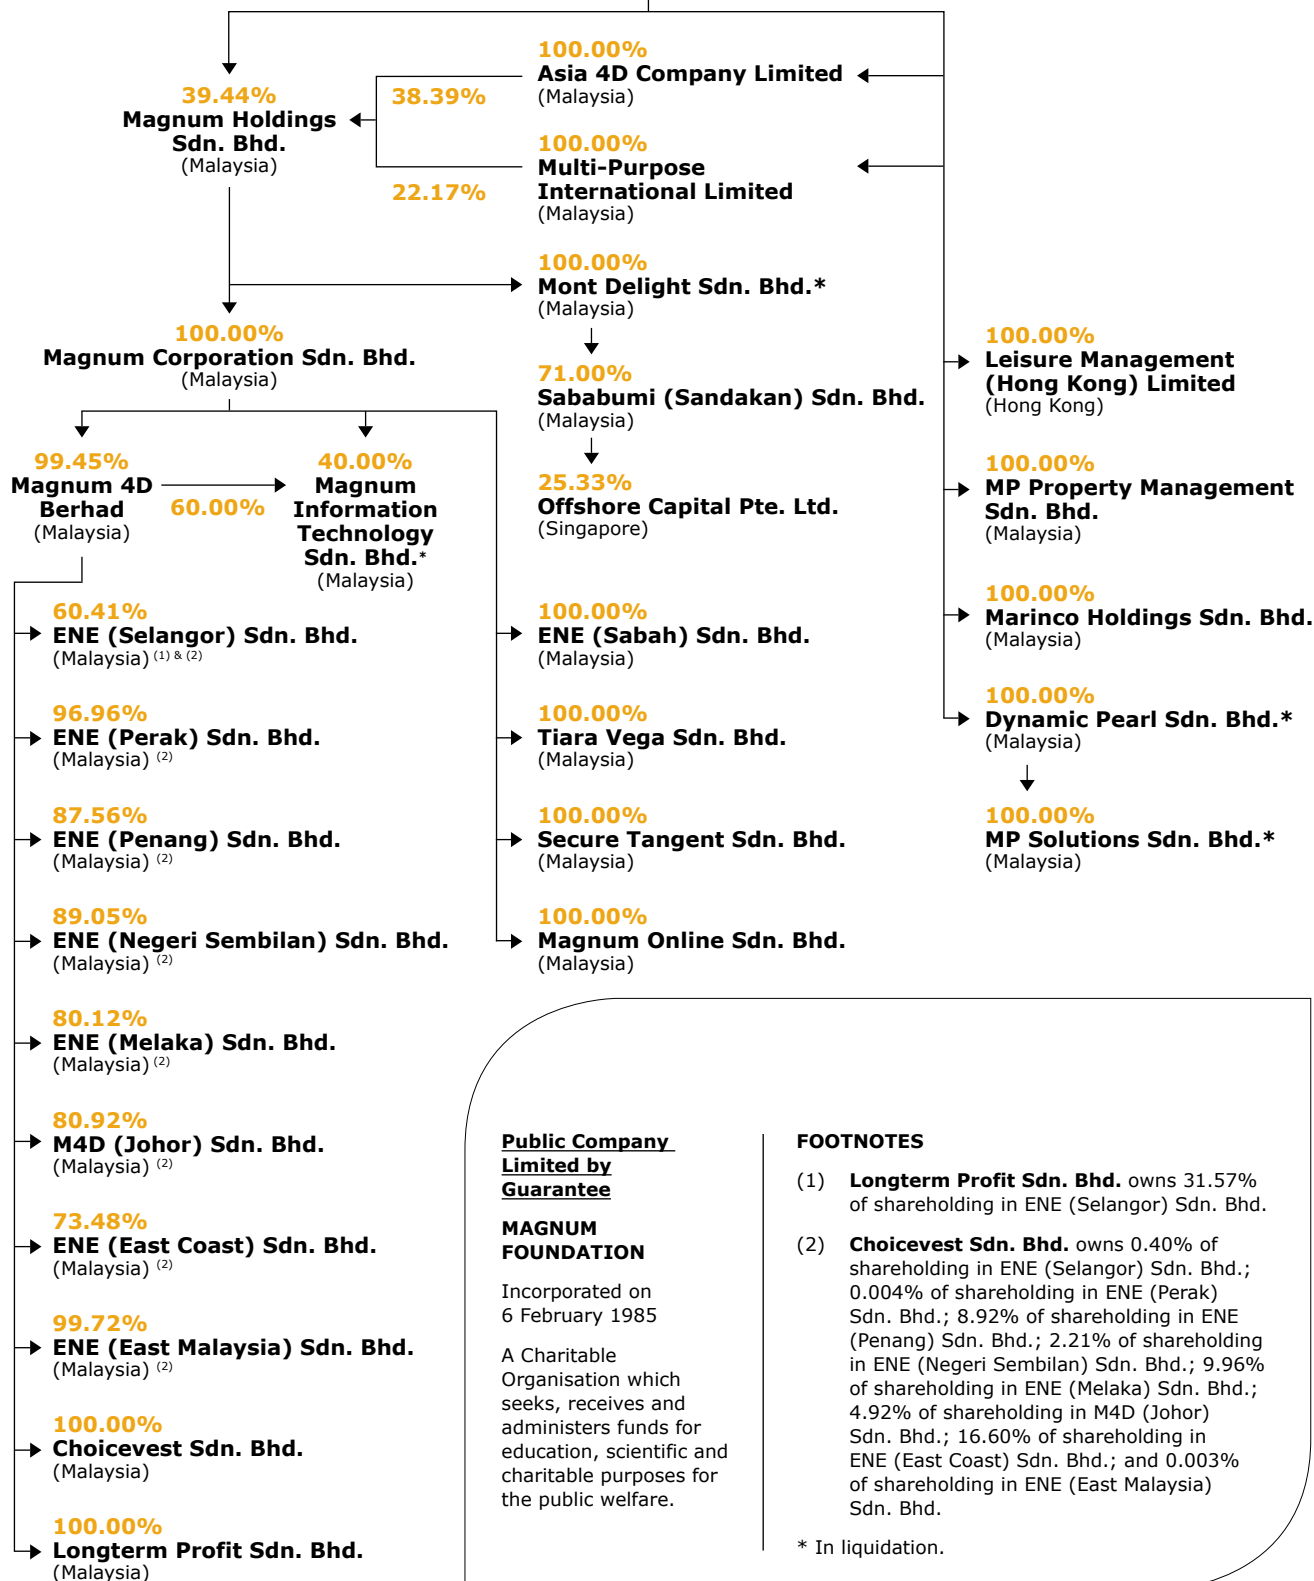 100.00%
Asia 4D Company Limited
(Malaysia)
39.44%
Magnum Holdings
Sdn. Bhd.
(Malaysia)
38.39%
100.00%
Multi-Purpose
International Limited
(Malaysia)
22.17%
100.00%
Mont Delight Sdn. Bhd.*
(Malaysia)
100.00%
Magnum Corporation Sdn. Bhd.
(Malaysia)
71.00%
Sababumi (Sandakan) Sdn. Bhd.
(Malaysia)
25.33%
Offshore Capital Pte. Ltd.
(Singapore)
100.00%
Leisure Management
(Hong Kong) Limited
(Hong Kong)
100.00%
MP Property Management
Sdn. Bhd.
(Malaysia)
100.00%
Marinco Holdings Sdn. Bhd.
(Malaysia)
100.00%
Dynamic Pearl Sdn. Bhd.*
(Malaysia)
100.00%
MP Solutions Sdn. Bhd.*
(Malaysia)
99.45%
Magnum 4D
Berhad
(Malaysia)
60.00%
40.00%
Magnum
Information
Technology
Sdn. Bhd.*
(Malaysia)
60.41%
ENE (Selangor) Sdn. Bhd.
(Malaysia) (1) & (2)
96.96%
ENE (Perak) Sdn. Bhd.
(Malaysia) (2)
87.56%
ENE (Penang) Sdn. Bhd.
(Malaysia) (2)
89.05%
ENE (Negeri Sembilan) Sdn. Bhd.
(Malaysia) (2)
80.12%
ENE (Melaka) Sdn. Bhd.
(Malaysia) (2)
80.92%
M4D (Johor) Sdn. Bhd.
(Malaysia) (2)
73.48%
ENE (East Coast) Sdn. Bhd.
(Malaysia) (2)
99.72%
ENE (East Malaysia) Sdn. Bhd.
(Malaysia) (2)
100.00%
Choicevest Sdn. Bhd.
(Malaysia)
100.00%
Longterm Profit Sdn. Bhd.
(Malaysia)
100.00%
ENE (Sabah) Sdn. Bhd.
(Malaysia)
100.00%
Tiara Vega Sdn. Bhd.
(Malaysia)
100.00%
Secure Tangent Sdn. Bhd.
(Malaysia)
100.00%
Magnum Online Sdn. Bhd.
(Malaysia)
Public Company
Limited by
Guarantee
MAGNUM
FOUNDATION
Incorporated on
6 February 1985
A Charitable
Organisation which
seeks, receives and
administers funds for
education, scientific and
charitable purposes for
the public welfare.
FOOTNOTES
(1) Longterm Profit Sdn. Bhd. owns 31.57%
of shareholding in ENE (Selangor) Sdn. Bhd.
(2) Choicevest Sdn. Bhd. owns 0.40% of
shareholding in ENE (Selangor) Sdn. Bhd.;
0.004% of shareholding in ENE (Perak)
Sdn. Bhd.; 8.92% of shareholding in ENE
(Penang) Sdn. Bhd.; 2.21% of shareholding
in ENE (Negeri Sembilan) Sdn. Bhd.; 9.96%
of shareholding in ENE (Melaka) Sdn. Bhd.;
4.92% of shareholding in M4D (Johor)
Sdn. Bhd.; 16.60% of shareholding in
ENE (East Coast) Sdn. Bhd.; and 0.003%
of shareholding in ENE (East Malaysia)
Sdn. Bhd.
* In liquidation.